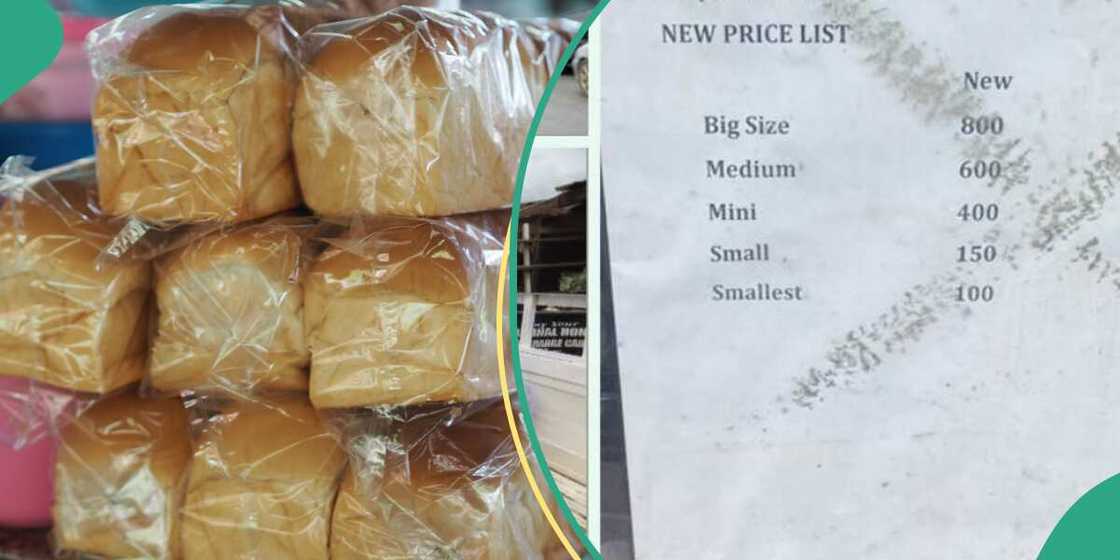 NEW PRICE LIST
New
Big Size 800
Medium 600
Mini 400
Small 150
Smallest 100